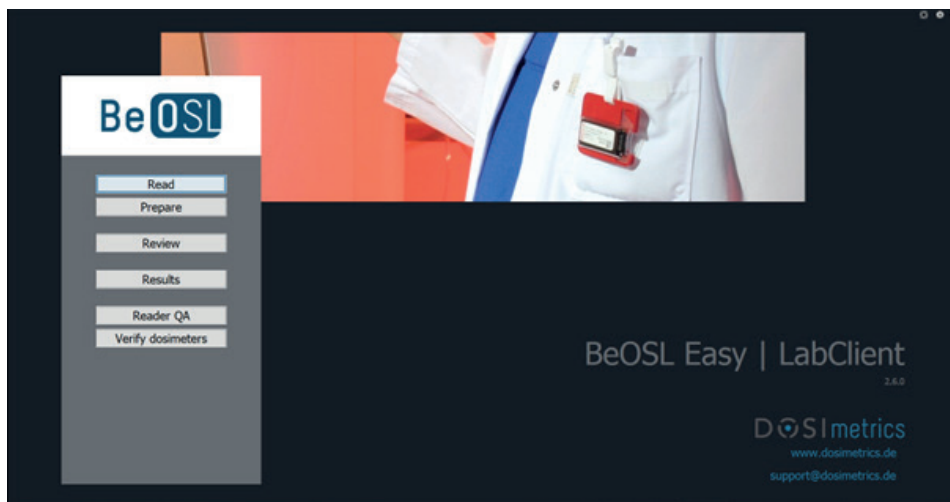 BeOSL
Read
Prepare
Review
Results
Reader QA
Verify dosimeters
BeOSL Easy | LabClient
2.6.0
DOSImetrics
www.dosimetrics.de
support@dosimetrics.de